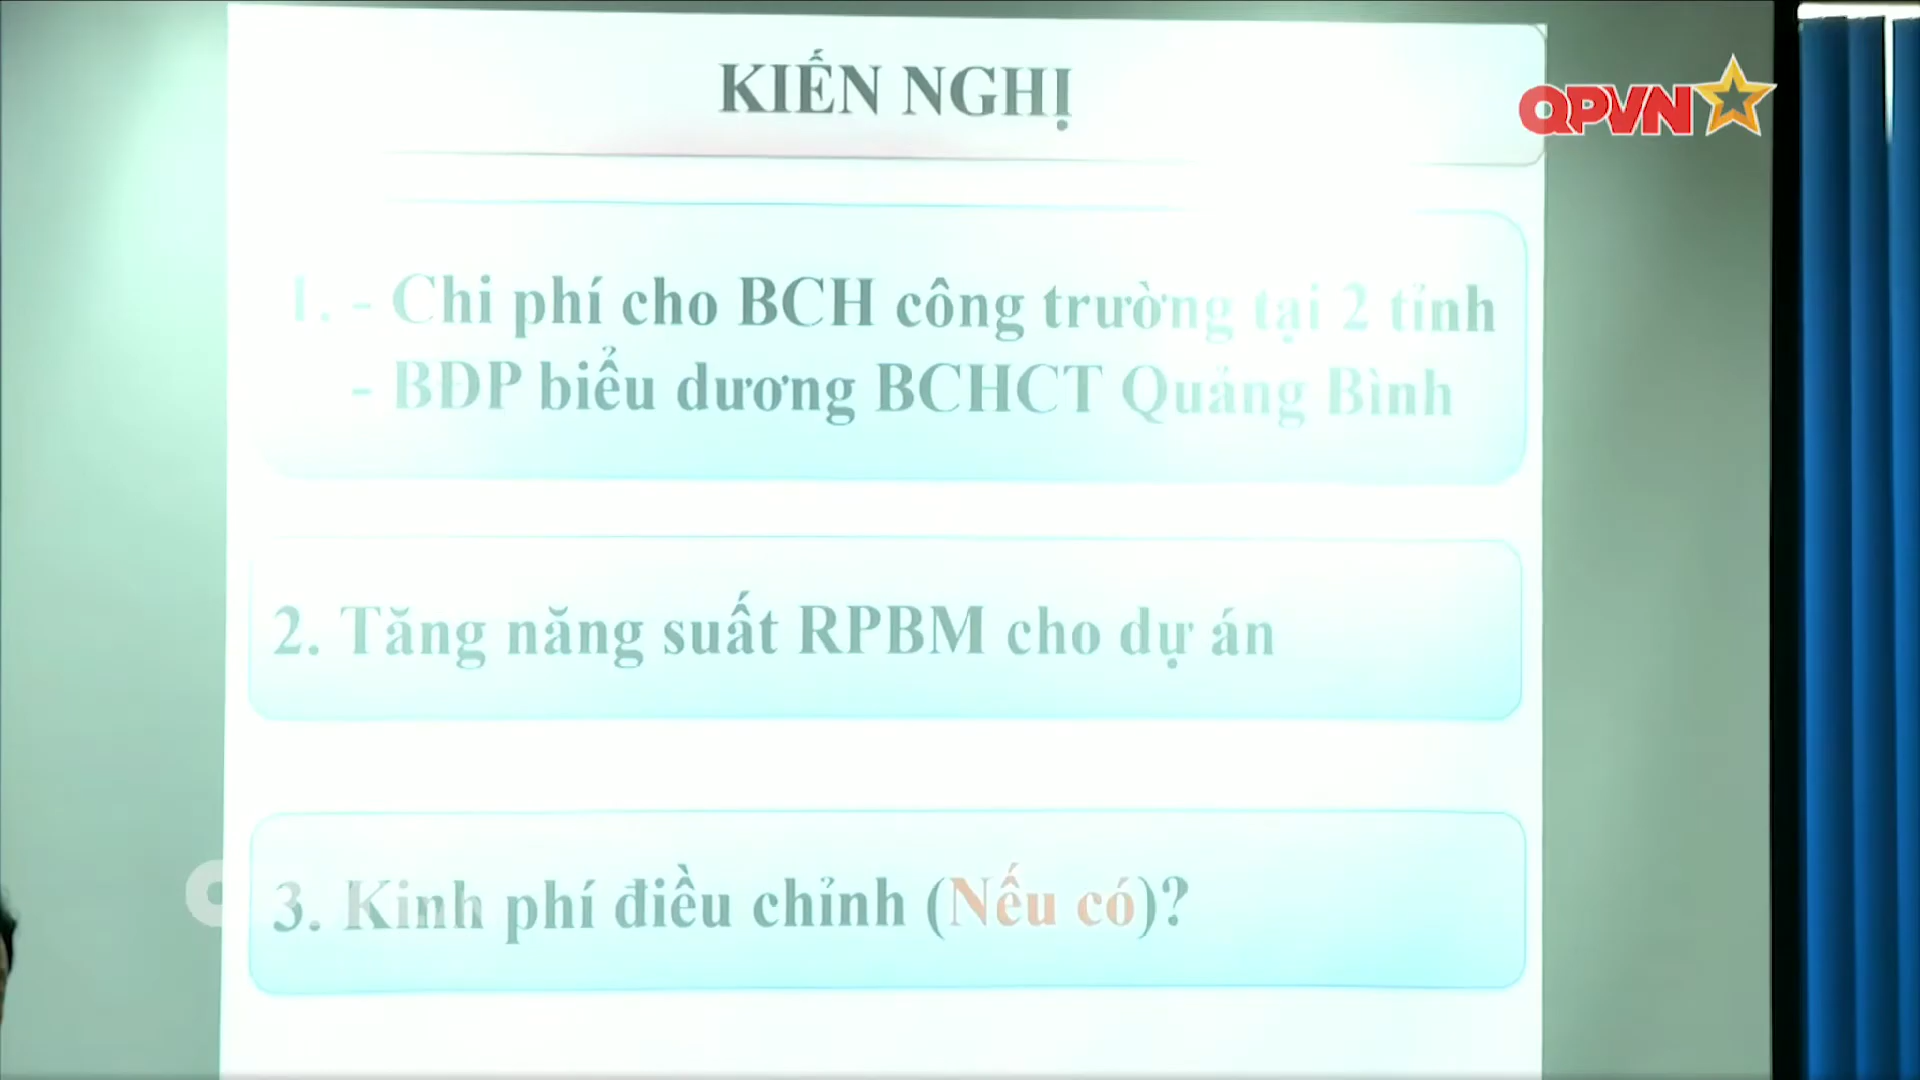 KIẾN NGHỊ
QPVN
1. - Chi phí cho BCH công trường tại 2 tỉnh
- BĐP biểu dương BCHCT Quảng Bình
2. Tăng năng suất RPBM cho dự án
3. Kinh phí điều chỉnh (Nếu có)?